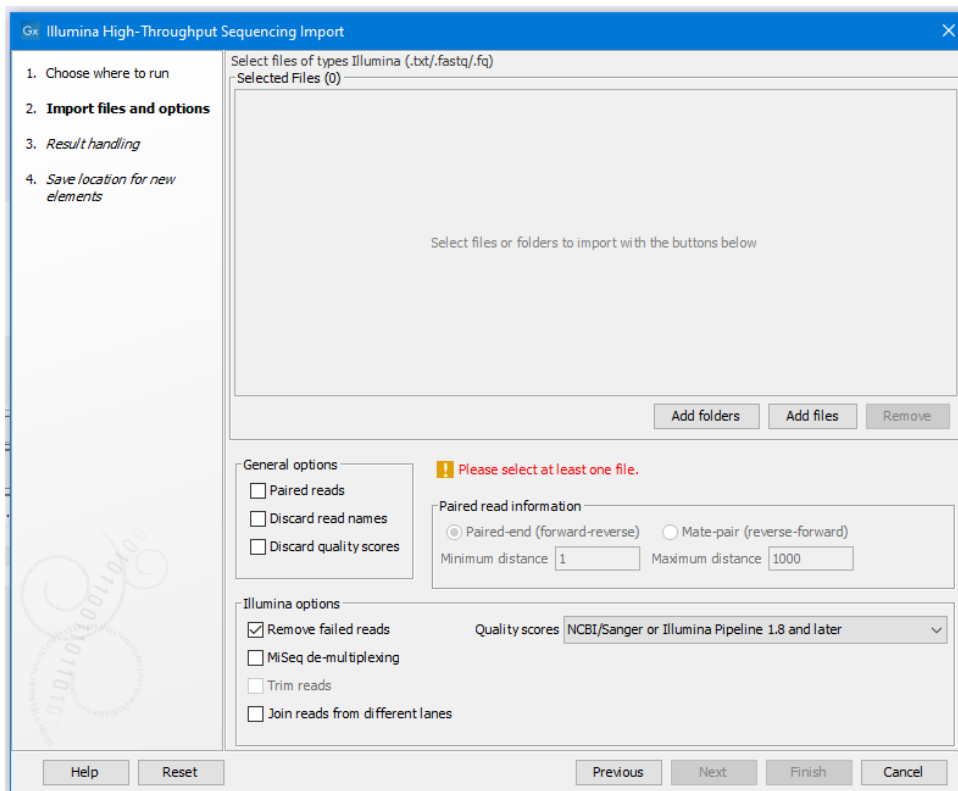 Gx Illumina High-Throughput Sequencing Import
1. Choose where to run
2. Import files and options
3. Result handling
4. Save location for new
elements
Select files of types Illumina (.txt/.fastq/.fq)
Selected Files (0)
Select files or folders to import with the buttons below
Add folders Add files Remove
General options
Paired reads
Discard read names
Discard quality scores
Please select at least one file.
Paired read information
Paired-end (forward-reverse) Mate-pair (reverse-forward)
Minimum distance 1 Maximum distance 1000
Illumina options
Remove failed reads Quality scores NCBI/Sanger or Illumina Pipeline 1.8 and later
MiSeq de-multiplexing
Trim reads
Join reads from different lanes
Help Reset Previous Next Finish Cancel